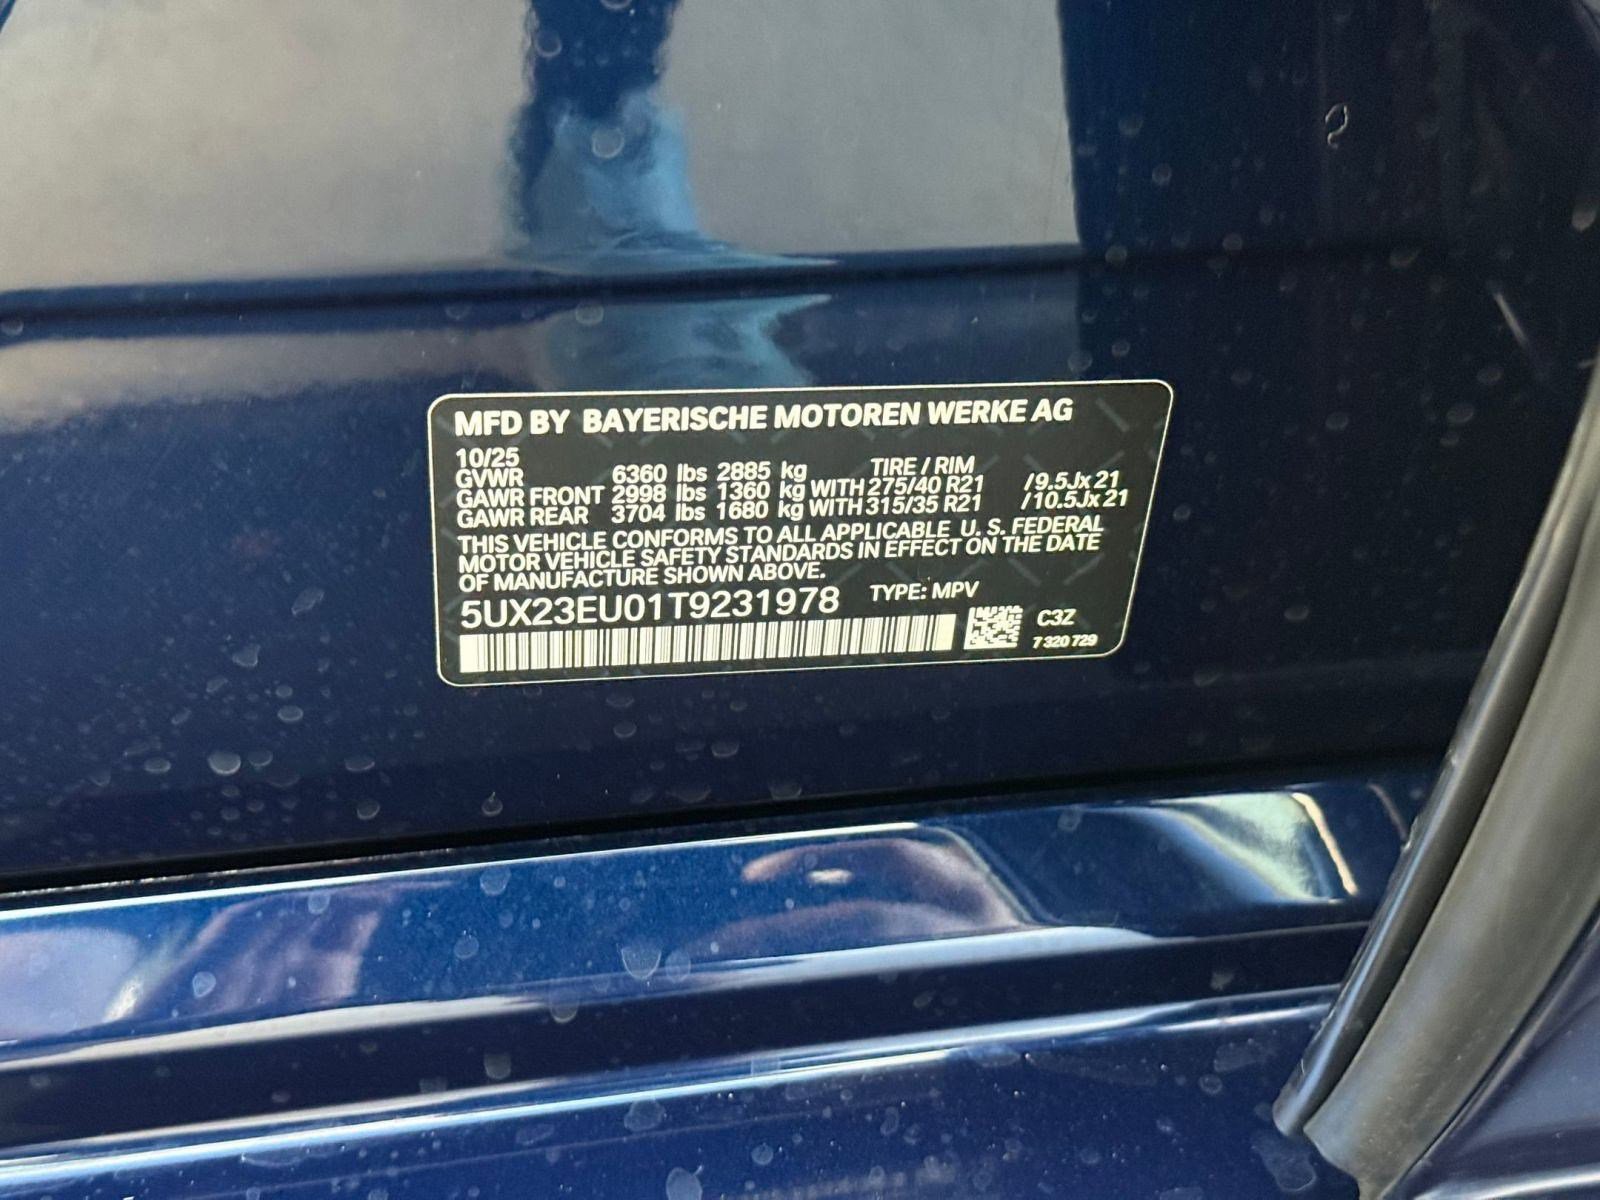 MFD BY BAYERISCHE MOTOREN WERKE AG
10/25
TIRE / RIM
GVWR 6360 lbs 2885 kg
GAWR FRONT 2998 lbs 1360 kg WITH 275/40 R21 /9.5Jx21
GAWR REAR 3704 lbs 1680 kg WITH 315/35 R21 /10.5Jx21
THIS VEHICLE CONFORMS TO ALL APPLICABLE U. S. FEDERAL
MOTOR VEHICLE SAFETY STANDARDS IN EFFECT ON THE DATE
OF MANUFACTURE SHOWN ABOVE.
5UX23EU01T9231978 TYPE: MPV
C3Z
7 320 729